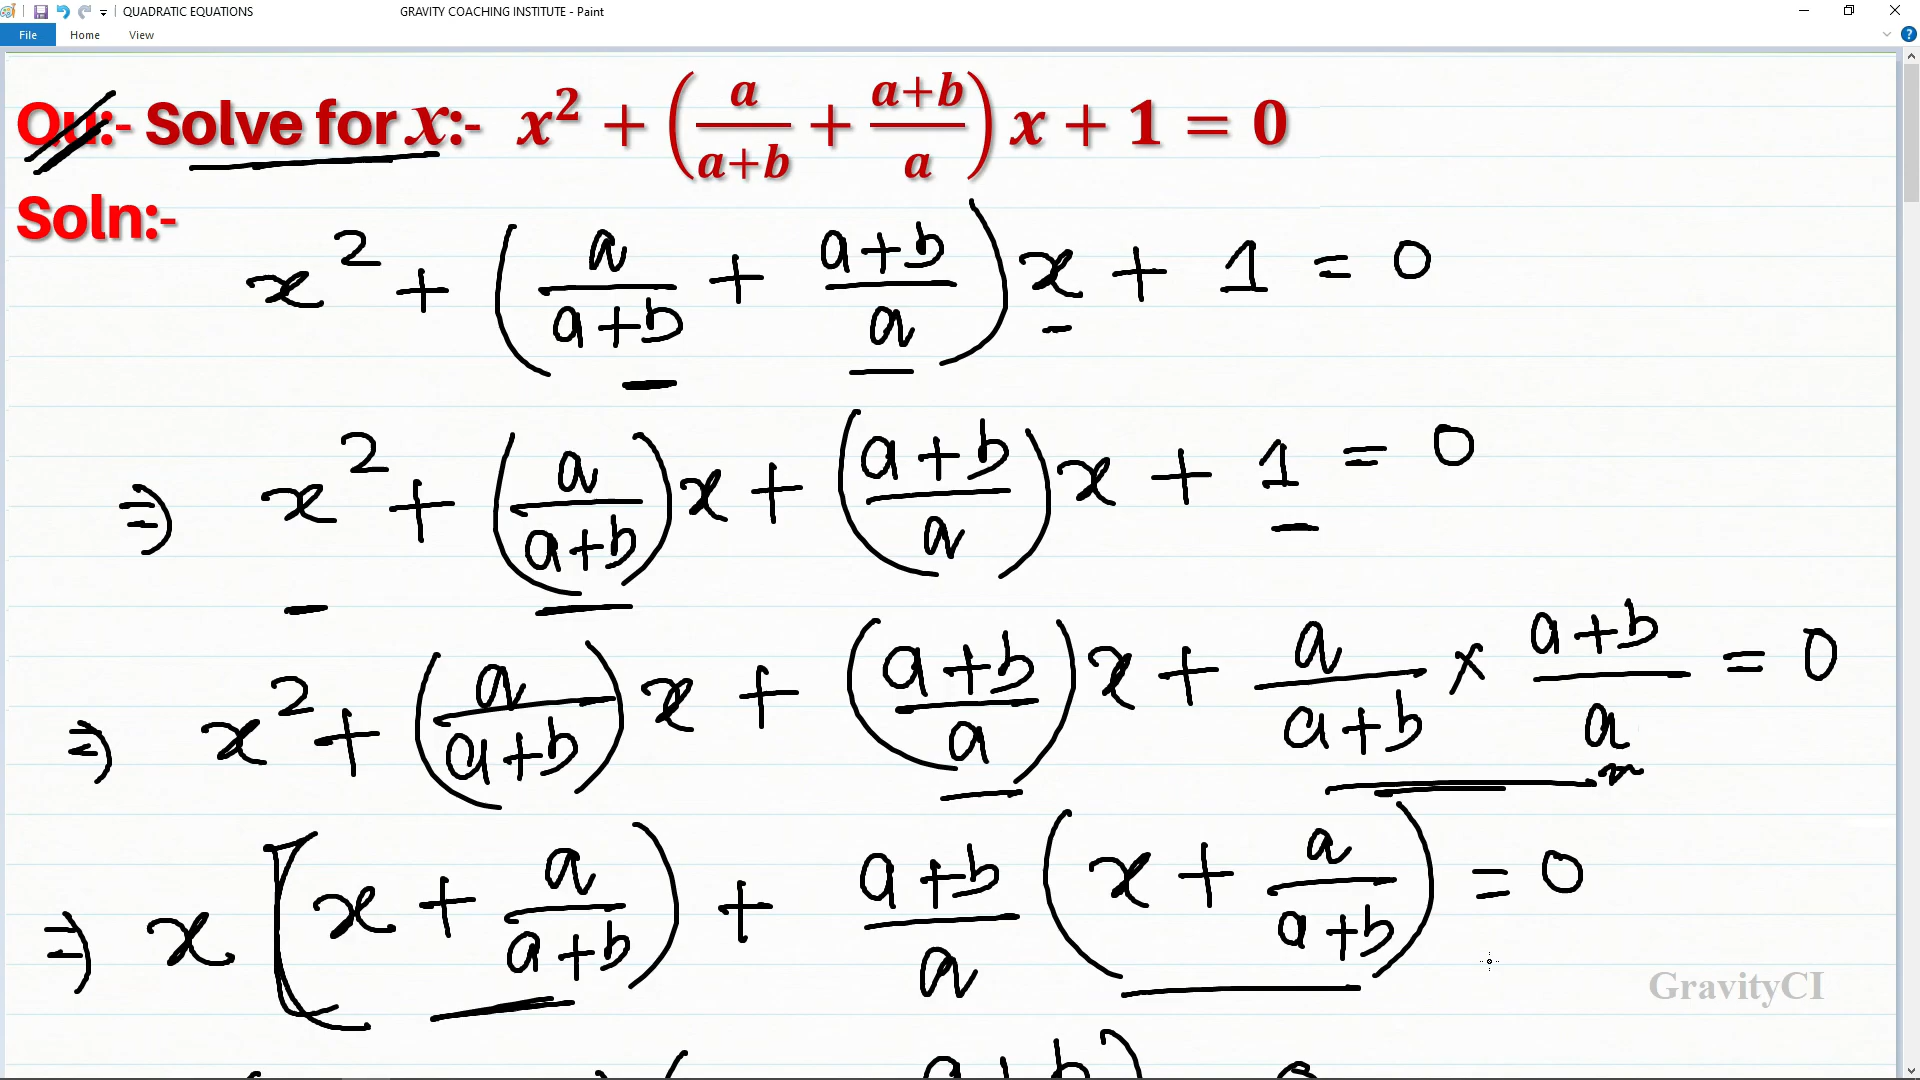 QUADRATIC EQUATIONS GRAVITY COACHING INSTITUTE - Paint
File Home View
Qu:- Solve for x:- x² + (a/(a+b) + (a+b)/a) x + 1 = 0
Soln:-
x² + (a/(a+b) + (a+b)/a) x + 1 = 0
⇒ x² + (a/(a+b)) x + ((a+b)/a) x + 1 = 0
⇒ x² + (a/(a+b)) x + ((a+b)/a) x + a/(a+b) × (a+b)/a = 0
⇒ x (x + a/(a+b)) + (a+b)/a (x + a/(a+b)) = 0
GravityCI